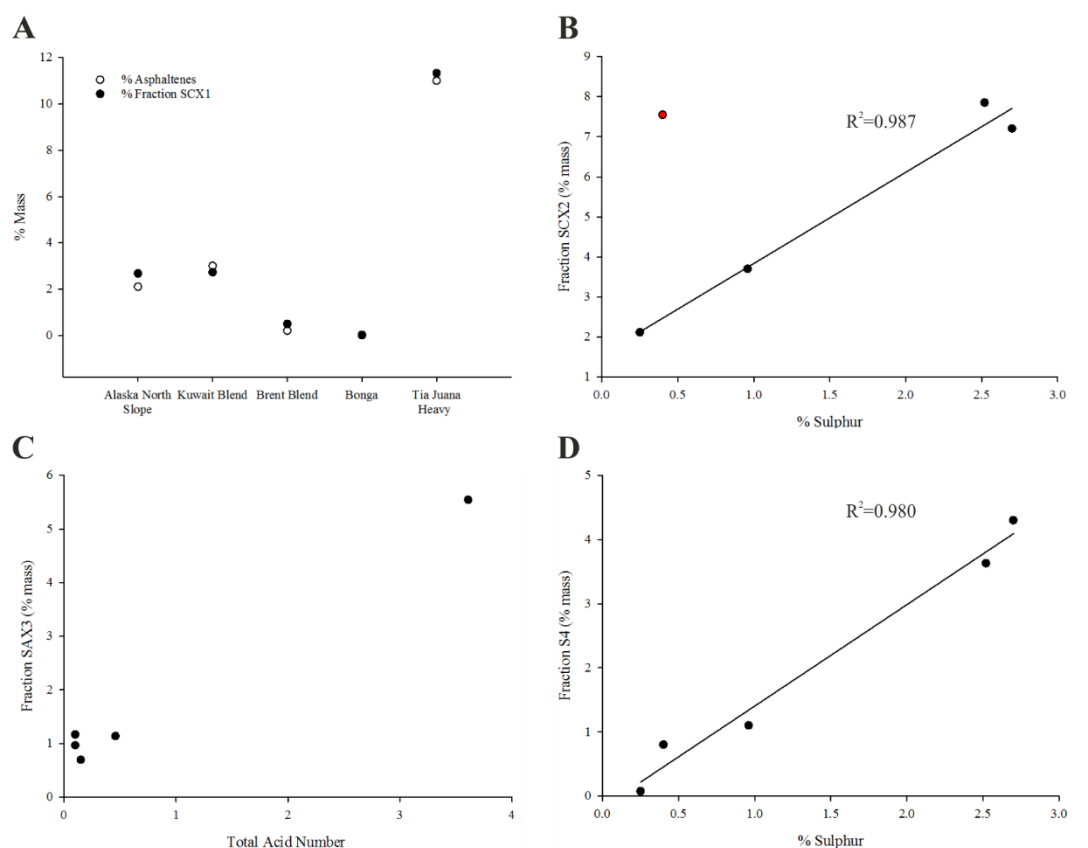 A
% Mass
12
10
8
6
4
2
0
% Asphaltenes
% Fraction SCX1
Alaska North
Slope
Kuwait Blend
Brent Blend
Bonga
Tia Juana
Heavy
B
Fraction SCX2 (% mass)
9
8
7
6
5
4
3
2
1
R²=0.987
0.0 0.5 1.0 1.5 2.0 2.5 3.0
% Sulphur
C
Fraction SAX3 (% mass)
6
5
4
3
2
1
0
0 1 2 3 4
Total Acid Number
D
Fraction S4 (% mass)
5
4
3
2
1
0
R²=0.980
0.0 0.5 1.0 1.5 2.0 2.5 3.0
% Sulphur